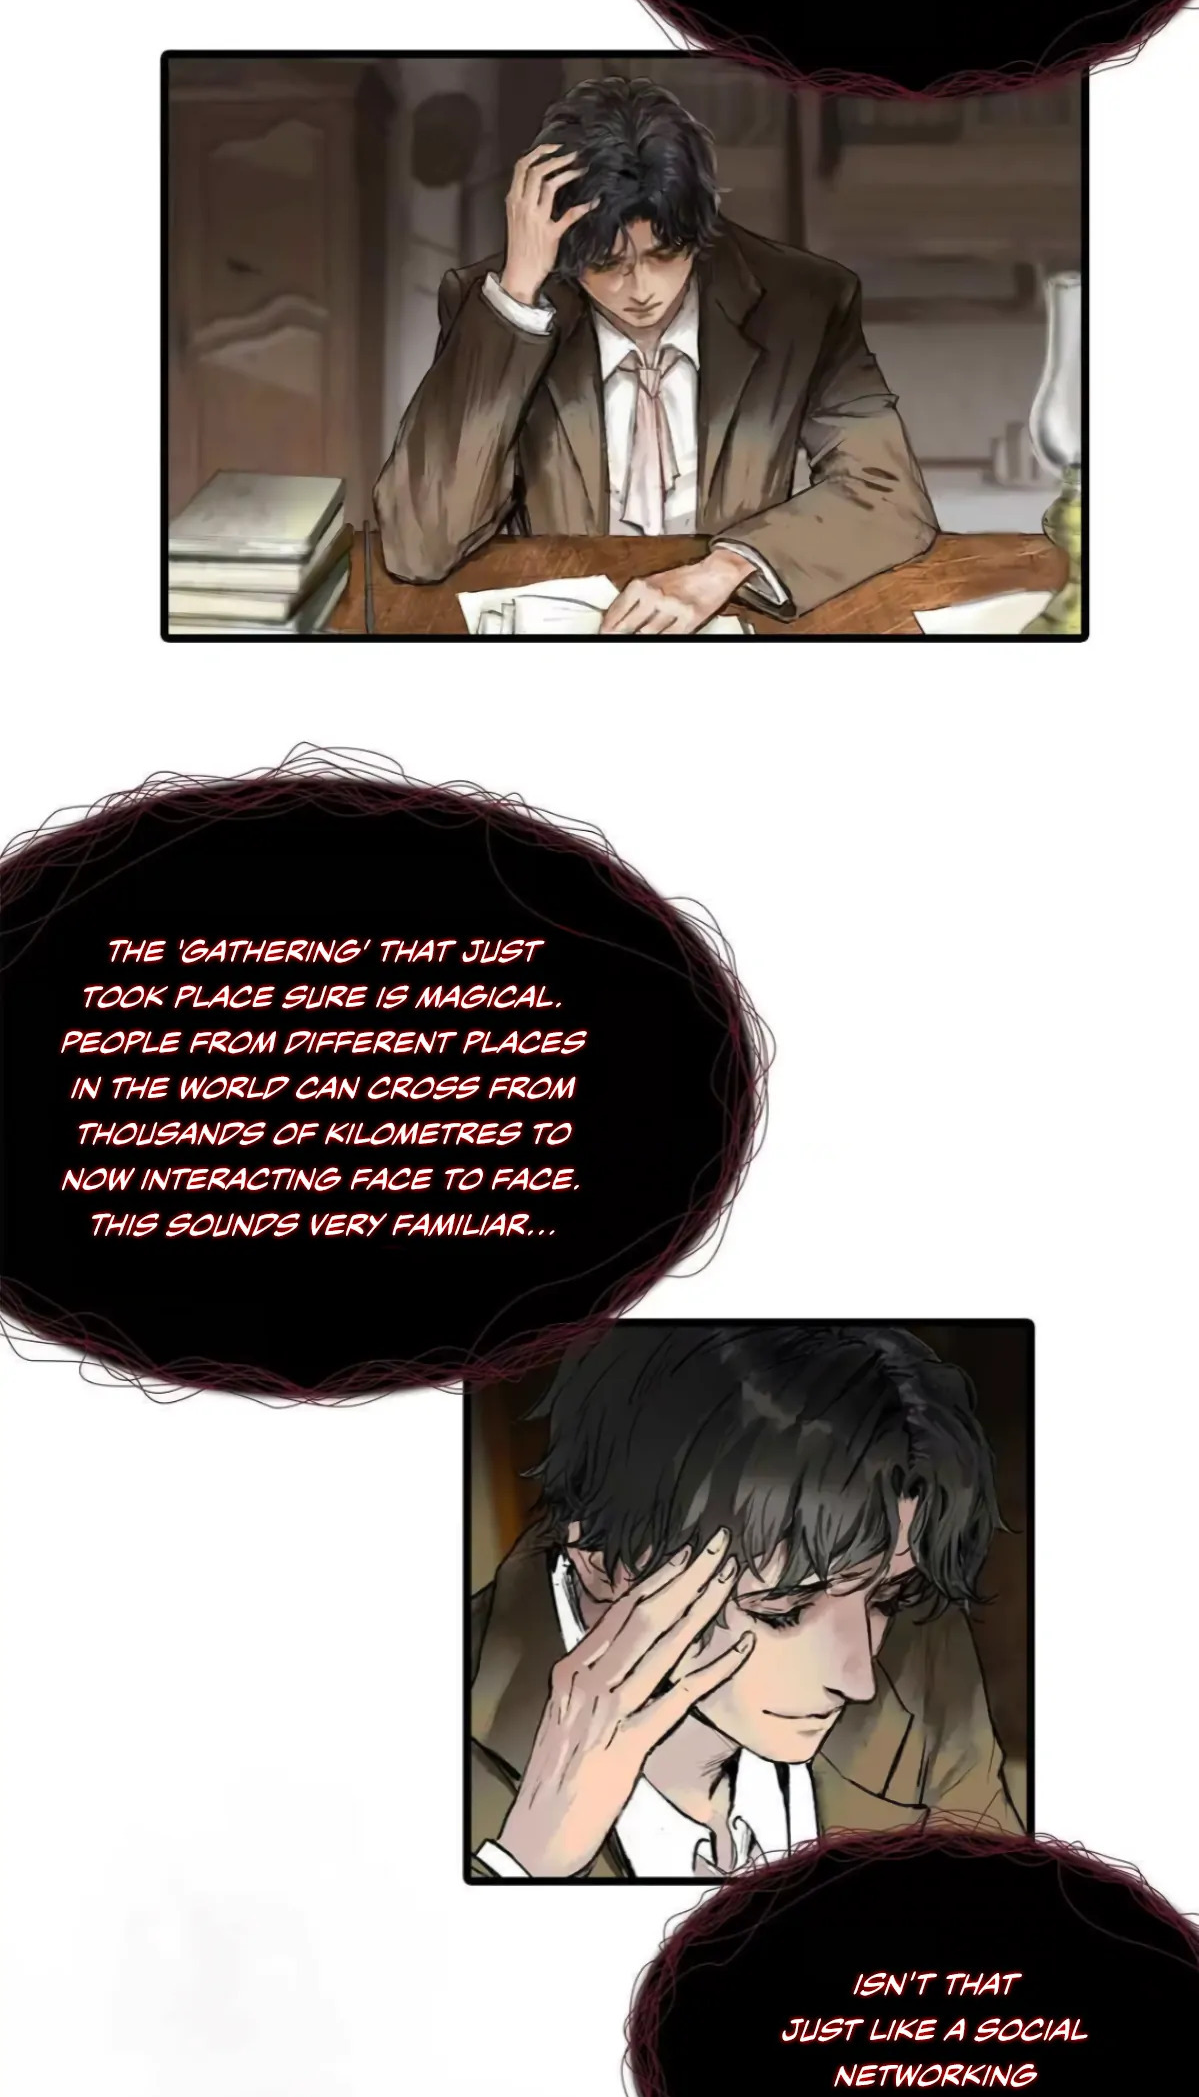 THE 'GATHERING' THAT JUST
TOOK PLACE SURE IS MAGICAL.
PEOPLE FROM DIFFERENT PLACES
IN THE WORLD CAN CROSS FROM
THOUSANDS OF KILOMETRES TO
NOW INTERACTING FACE TO FACE.
THIS SOUNDS VERY FAMILIAR...
ISN'T THAT
JUST LIKE A SOCIAL
NETWORKING